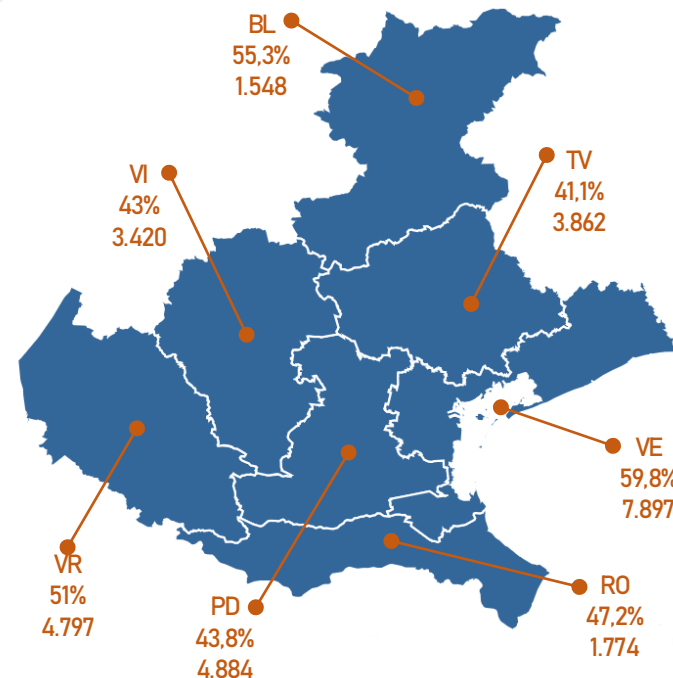 BL
55,3%
1.548
TV
41,1%
3.862
VI
43%
3.420
VE
59,8%
7.897
VR
51%
4.797
PD
43,8%
4.884
RO
47,2%
1.774